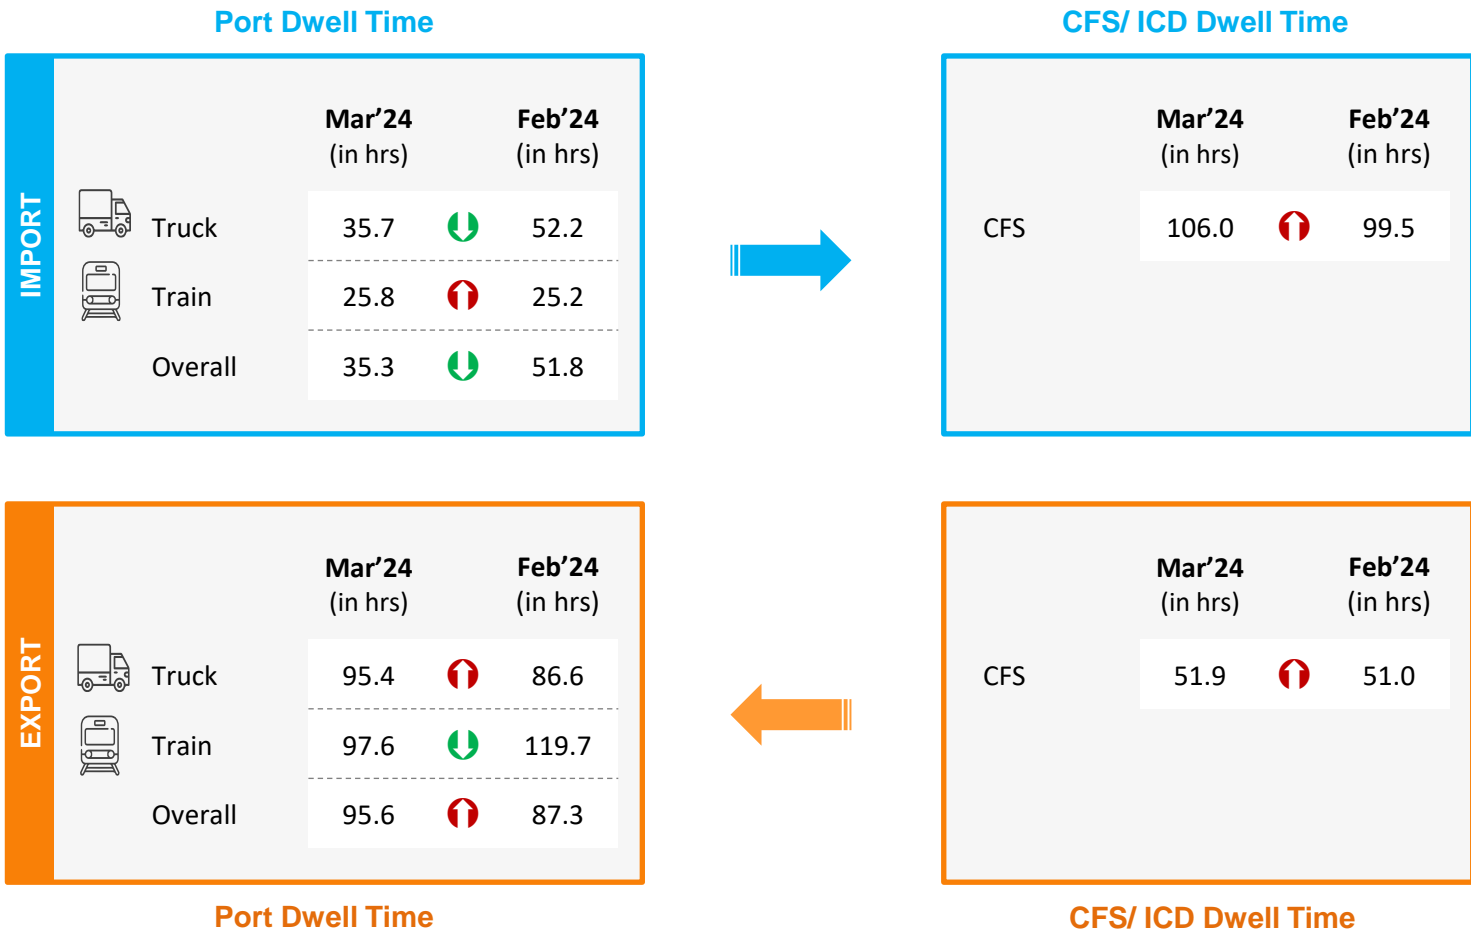 Port Dwell Time
CFS/ ICD Dwell Time
IMPORT
Mar’24 Feb’24
(in hrs) (in hrs)
Truck 35.7 52.2
Train 25.8 25.2
Overall 35.3 51.8
Mar’24 Feb’24
(in hrs) (in hrs)
CFS 106.0 99.5
EXPORT
Mar’24 Feb’24
(in hrs) (in hrs)
Truck 95.4 86.6
Train 97.6 119.7
Overall 95.6 87.3
Mar’24 Feb’24
(in hrs) (in hrs)
CFS 51.9 51.0
Port Dwell Time
CFS/ ICD Dwell Time